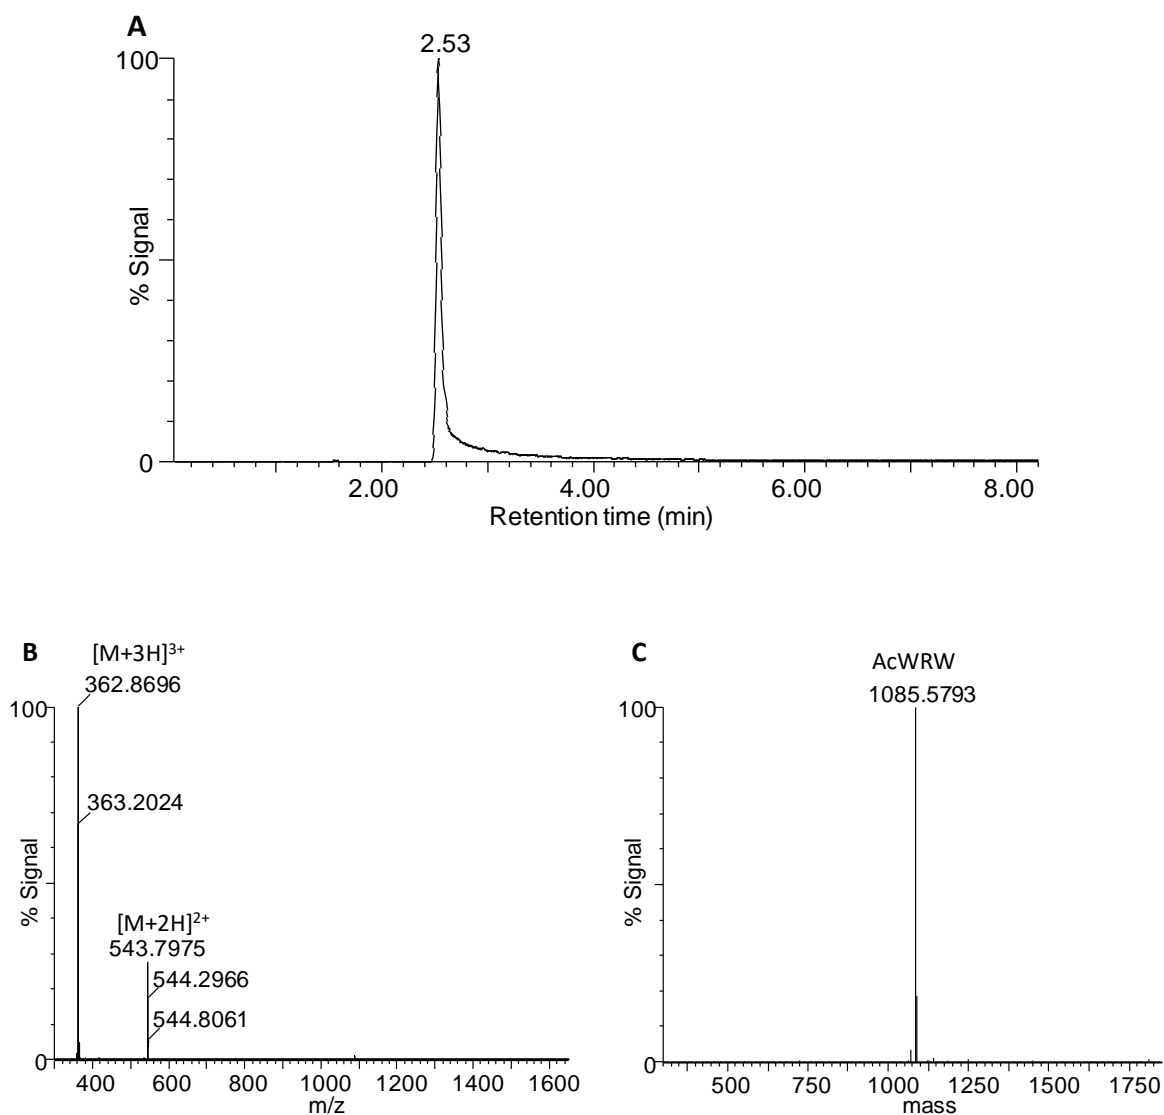 A
2.53
100
% Signal
0
2.00 4.00 6.00 8.00
Retention time (min)
B
[M+3H]3+
362.8696
100
363.2024
% Signal
[M+2H]2+
543.7975
544.2966
544.8061
0
400 600 800 1000 1200 1400 1600
m/z
C
AcWRW
1085.5793
100
% Signal
0
500 750 1000 1250 1500 1750
mass